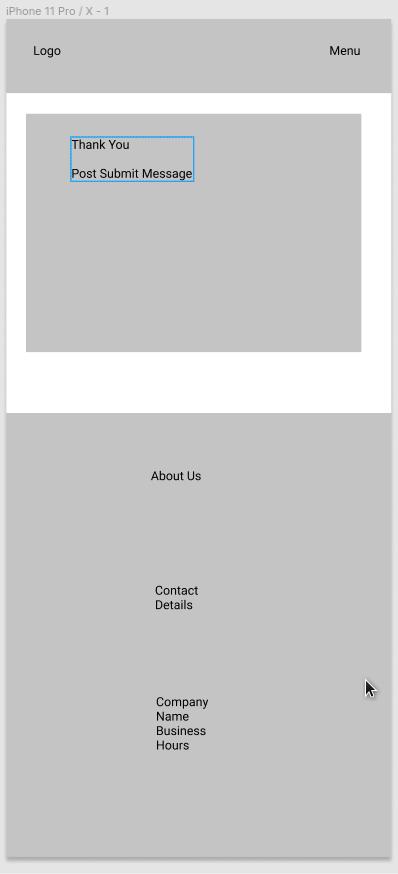 iPhone 11 Pro / X - 1
Logo
Menu
Thank You
Post Submit Message
About Us
Contact
Details
Company
Name
Business
Hours